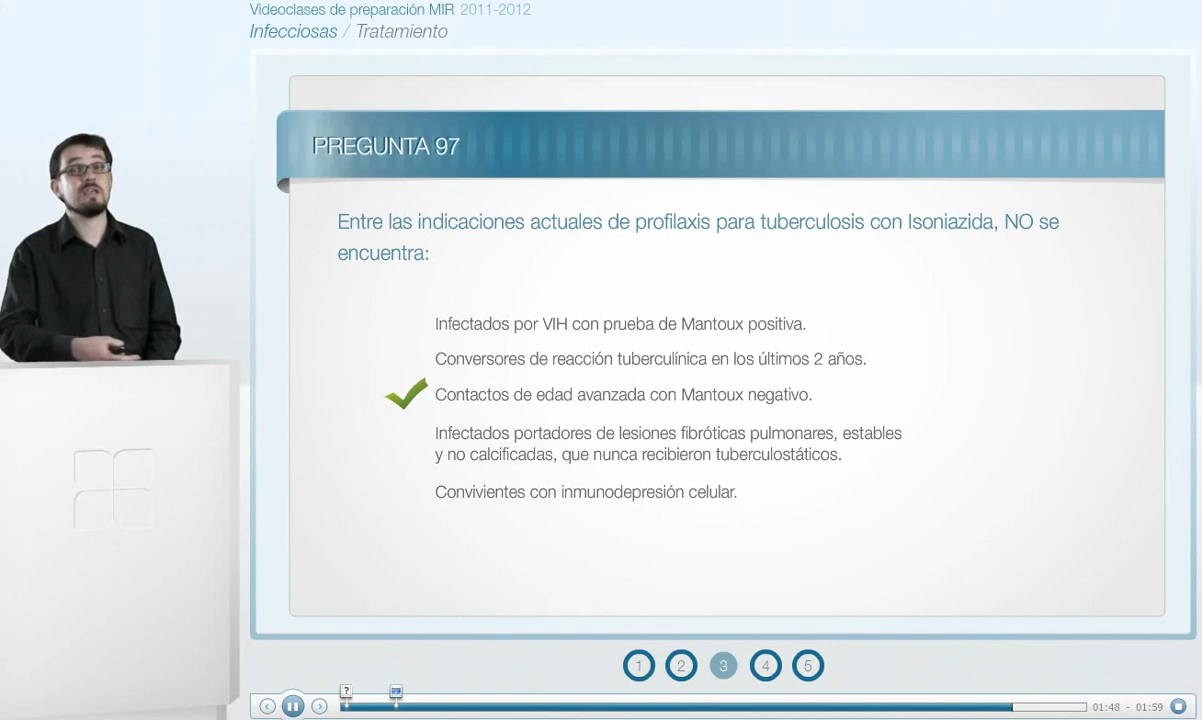 Videoclases de preparación MIR 2011-2012
Infecciosas / Tratamiento
PREGUNTA 97
Entre las indicaciones actuales de profilaxis para tuberculosis con Isoniazida, NO se
encuentra:
Infectados por VIH con prueba de Mantoux positiva.
Conversores de reacción tuberculínica en los últimos 2 años.
Contactos de edad avanzada con Mantoux negativo.
Infectados portadores de lesiones fibróticas pulmonares, estables
y no calcificadas, que nunca recibieron tuberculostáticos.
Convivientes con inmunodepresión celular.
1 2 3 4 5
?
01:48 - 01:59